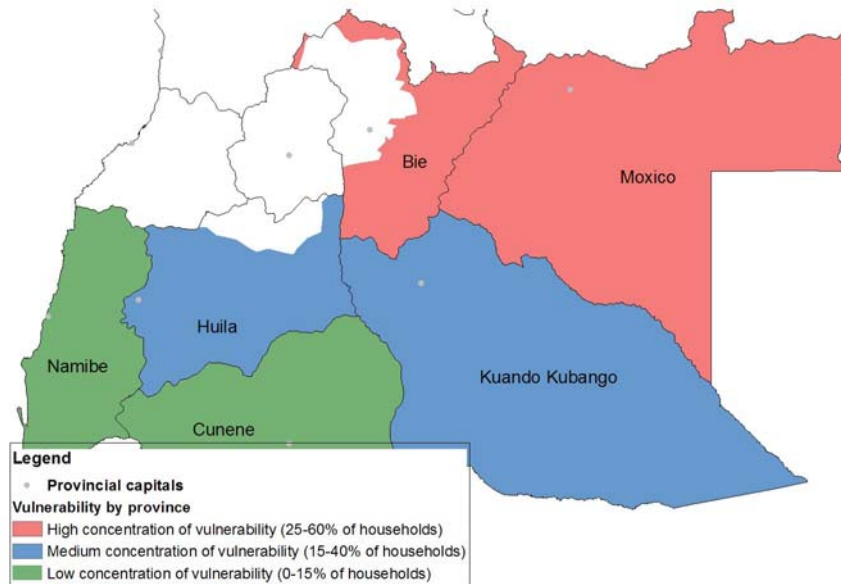 Bie
Moxico
Huila
Namibe
Kuando Kubango
Cunene
Legend
Provincial capitals
Vulnerability by province
High concentration of vulnerability (25-60% of households)
Medium concentration of vulnerability (15-40% of households)
Low concentration of vulnerability (0-15% of households)